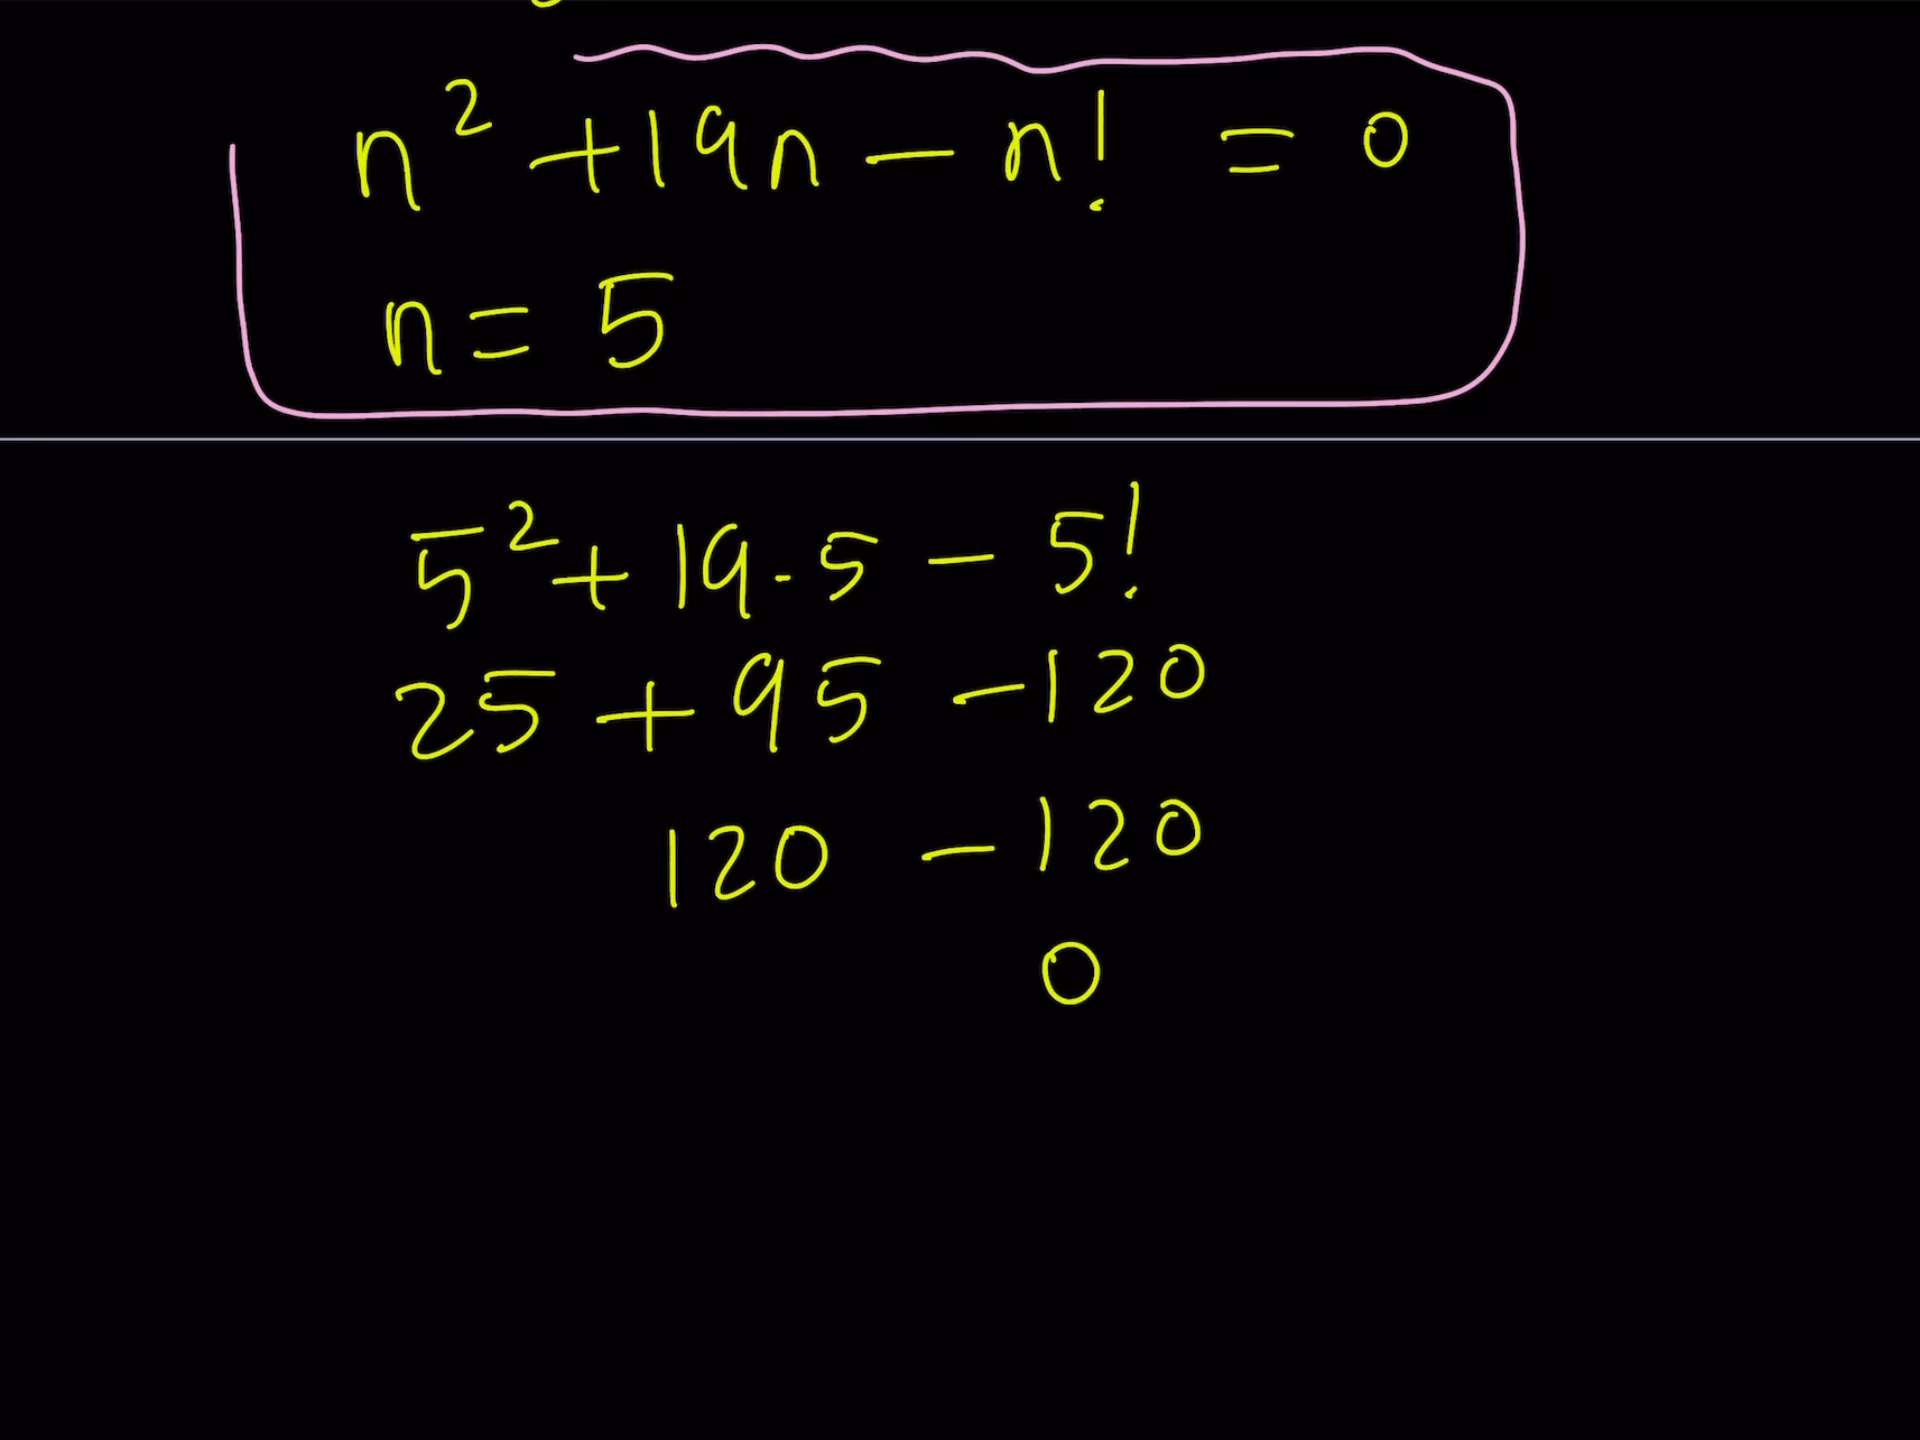 n² + 19n - n! = 0
n = 5
5² + 19 · 5 - 5!
25 + 95 - 120
120 - 120
0